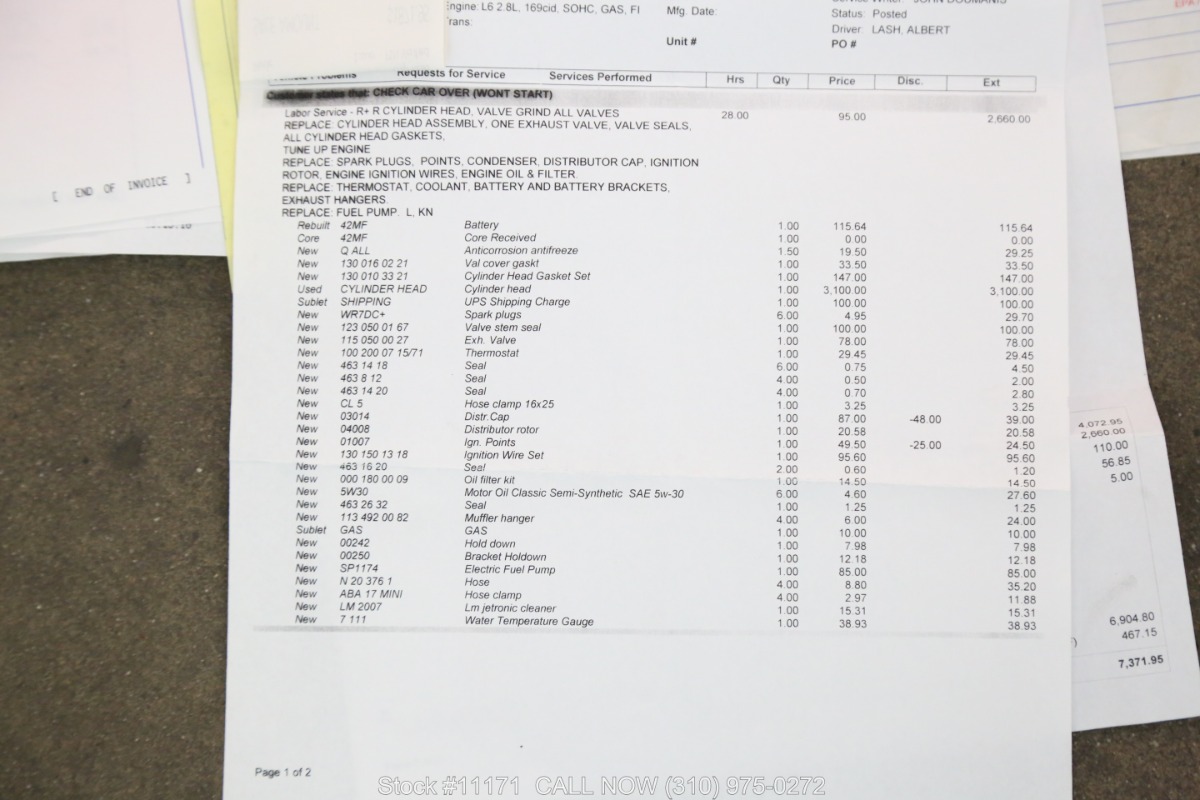 Engine: L6 2.8L, 169cid, SOHC, GAS, FI Mfg. Date:
Status: Posted
Driver: LASH, ALBERT
Unit # PO #
Requests for Service Services Performed Hrs Qty Price Disc. Ext
CHECK CAR OVER (WONT START)
Labor Service - R+ R CYLINDER HEAD, VALVE GRIND ALL VALVES 28.00 95.00 2,660.00
REPLACE: CYLINDER HEAD ASSEMBLY, ONE EXHAUST VALVE, VALVE SEALS,
ALL CYLINDER HEAD GASKETS,
TUNE UP ENGINE
REPLACE: SPARK PLUGS, POINTS, CONDENSER, DISTRIBUTOR CAP, IGNITION
ROTOR, ENGINE IGNITION WIRES, ENGINE OIL & FILTER.
REPLACE: THERMOSTAT, COOLANT, BATTERY AND BATTERY BRACKETS,
EXHAUST HANGERS.
REPLACE: FUEL PUMP. L, KN
Rebuilt 42MF Battery 1.00 115.64 115.64
Core 42MF Core Received 1.00 0.00 0.00
New Q ALL Anticorrosion antifreeze 1.50 19.50 29.25
New 130 016 02 21 Val cover gaskt 1.00 33.50 33.50
New 130 010 33 21 Cylinder Head Gasket Set 1.00 147.00 147.00
Used CYLINDER HEAD Cylinder head 1.00 3,100.00 3,100.00
Sublet SHIPPING UPS Shipping Charge 1.00 100.00 100.00
New WR7DC+ Spark plugs 6.00 4.95 29.70
New 123 050 01 67 Valve stem seal 1.00 100.00 100.00
New 115 050 00 27 Exh. Valve 1.00 78.00 78.00
New 100 200 07 15/71 Thermostat 1.00 29.45 29.45
New 463 14 18 Seal 6.00 0.75 4.50
New 463 8 12 Seal 4.00 0.50 2.00
New 463 14 20 Seal 4.00 0.70 2.80
New CL 5 Hose clamp 16x25 1.00 3.25 3.25
New 03014 Distr.Cap 1.00 87.00 -48.00 39.00
New 04008 Distributor rotor 1.00 20.58 20.58
New 01007 Ign. Points 1.00 49.50 -25.00 24.50
New 130 150 13 18 Ignition Wire Set 1.00 95.60 95.60
New 463 16 20 Seal 2.00 0.60 1.20
New 000 180 00 09 Oil filter kit 1.00 14.50 14.50
New 5W30 Motor Oil Classic Semi-Synthetic SAE 5w-30 6.00 4.60 27.60
New 463 26 32 Seal 1.00 1.25 1.25
New 113 492 00 82 Muffler hanger 4.00 6.00 24.00
Sublet GAS GAS 1.00 10.00 10.00
New 00242 Hold down 1.00 7.98 7.98
New 00250 Bracket Holdown 1.00 12.18 12.18
New SP1174 Electric Fuel Pump 1.00 85.00 85.00
New N 20 376 1 Hose 4.00 8.80 35.20
New ABA 17 MINI Hose clamp 4.00 2.97 11.88
New LM 2007 Lm jetronic cleaner 1.00 15.31 15.31
New 7 111 Water Temperature Gauge 1.00 38.93 38.93
Page 1 of 2
[ END OF INVOICE ]
4,072.95
2,660.00
110.00
56.85
5.00
6,904.80
) 467.15
7,371.95
Stock #11171 CALL NOW (310) 975-0272